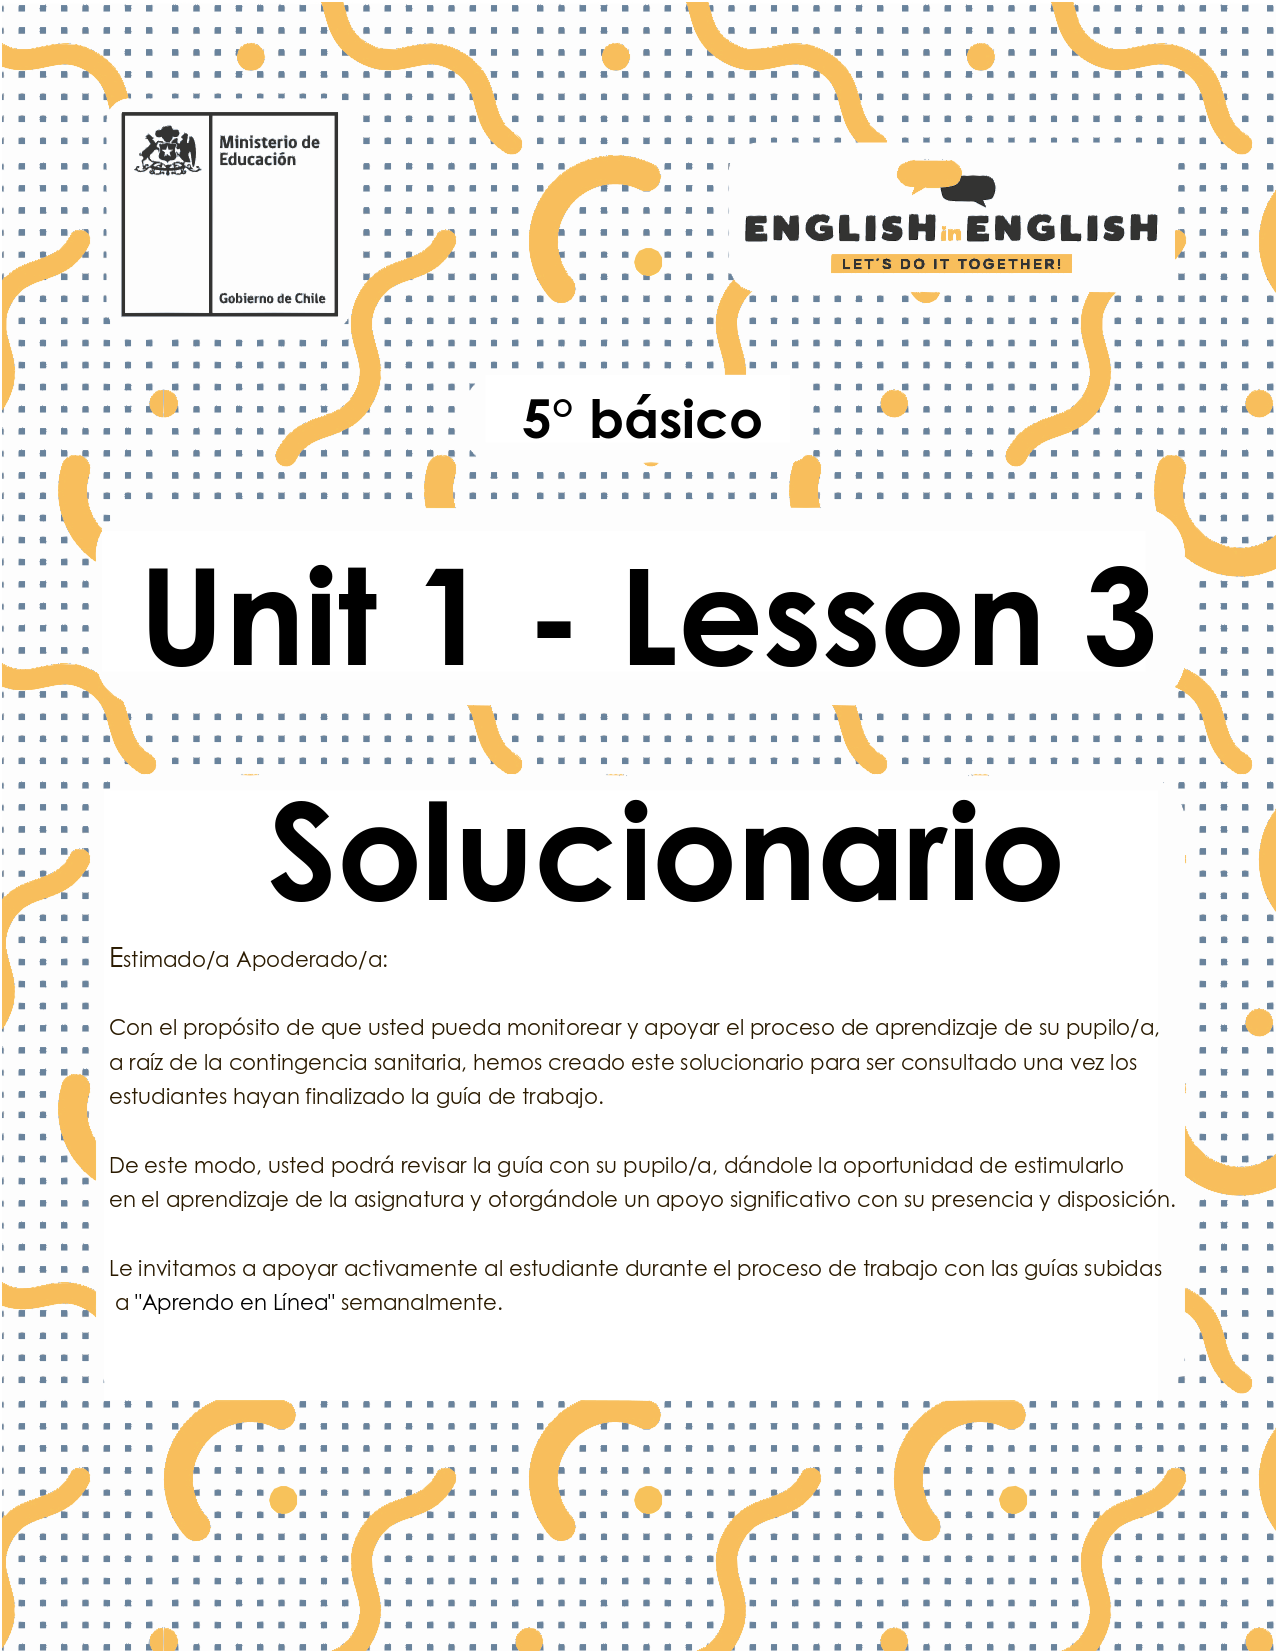 Ministerio de
Educación
Gobierno de Chile
ENGLISH in ENGLISH
LET´S DO IT TOGETHER!
5° básico
Unit 1 - Lesson 3
Solucionario
Estimado/a Apoderado/a:
Con el propósito de que usted pueda monitorear y apoyar el proceso de aprendizaje de su pupilo/a,
a raíz de la contingencia sanitaria, hemos creado este solucionario para ser consultado una vez los
estudiantes hayan finalizado la guía de trabajo.
De este modo, usted podrá revisar la guía con su pupilo/a, dándole la oportunidad de estimularlo
en el aprendizaje de la asignatura y otorgándole un apoyo significativo con su presencia y disposición.
Le invitamos a apoyar activamente al estudiante durante el proceso de trabajo con las guías subidas
a "Aprendo en Línea" semanalmente.